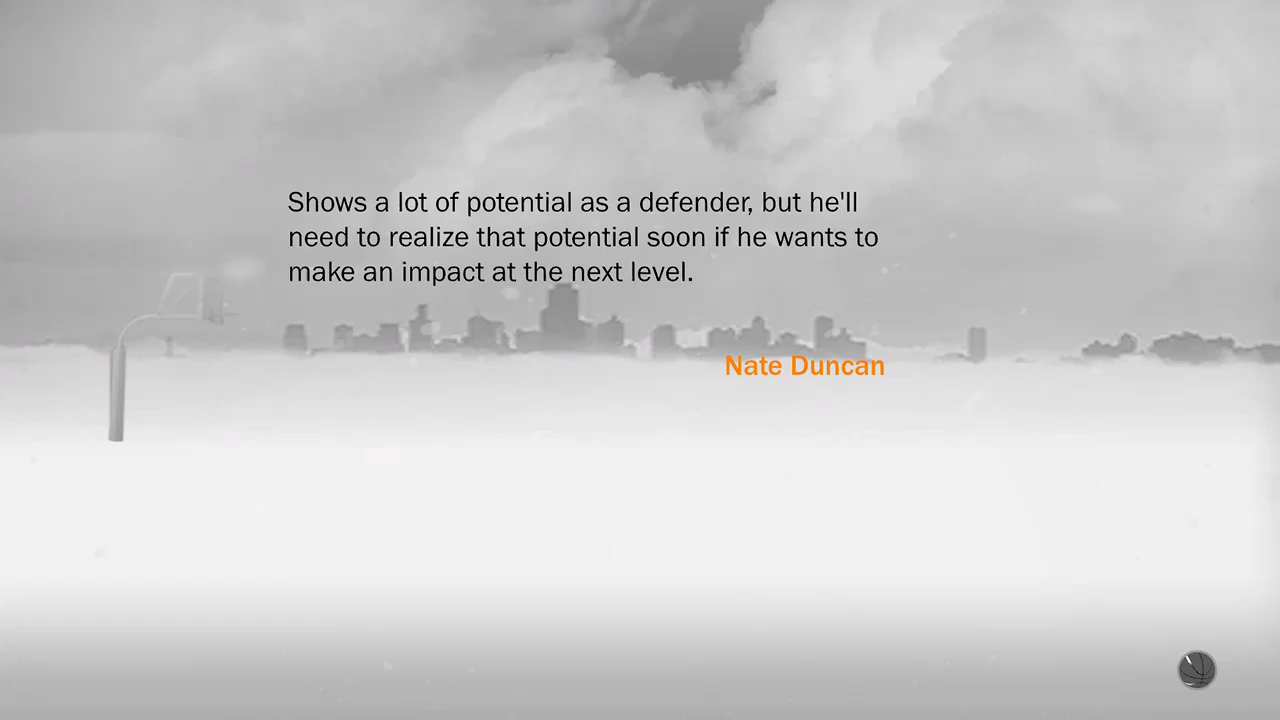 Shows a lot of potential as a defender, but he'll
need to realize that potential soon if he wants to
make an impact at the next level.
Nate Duncan